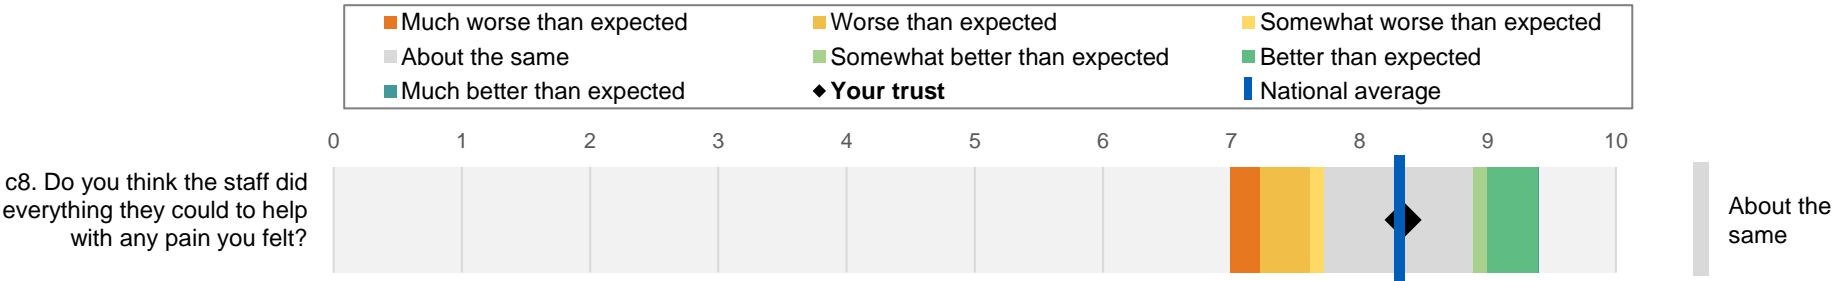 Much worse than expected
Worse than expected
Somewhat worse than expected
About the same
Somewhat better than expected
Better than expected
Much better than expected
Your trust
National average
0 1 2 3 4 5 6 7 8 9 10
c8. Do you think the staff did
everything they could to help
with any pain you felt?
About the
same